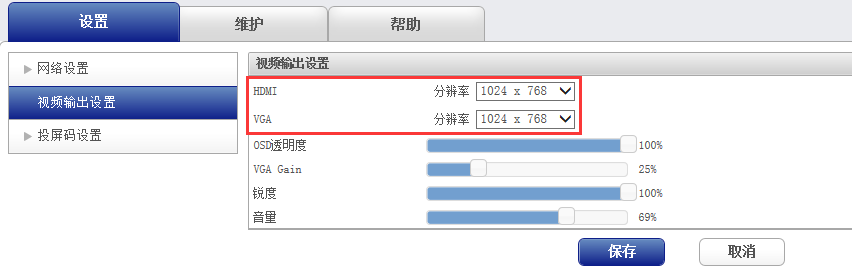 设置 维护 帮助
网络设置
视频输出设置
投屏码设置
视频输出设置
HDMI 分辨率 1024 x 768
VGA 分辨率 1024 x 768
OSD透明度 100%
VGA Gain 25%
锐度 100%
音量 69%
保存 取消